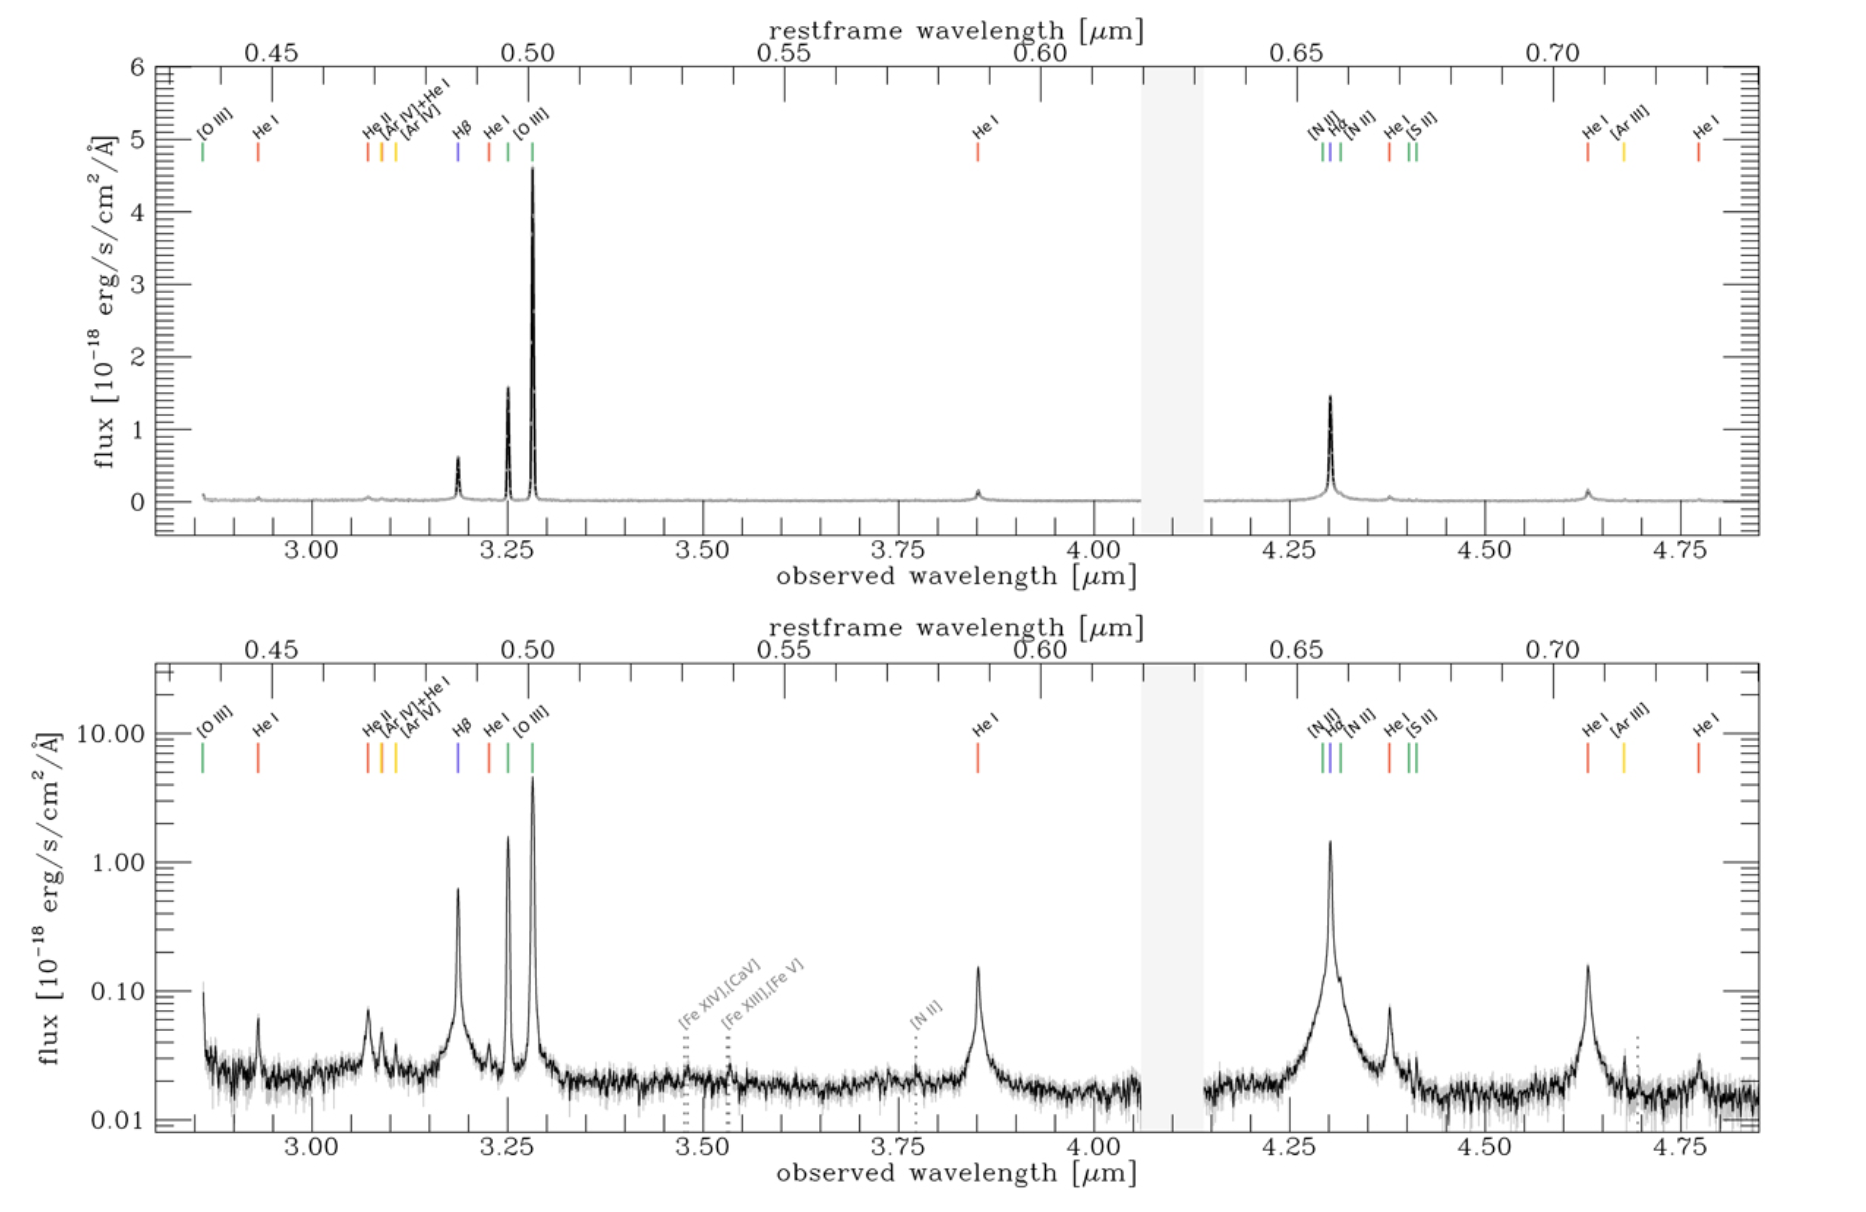 restframe wavelength [μm]
0.45 0.50 0.55 0.60 0.65 0.70
6
5
4
3
2
1
0
flux [10⁻¹⁸ erg/s/cm²/Å]
[O III] He I He II [Ar IV]+He I [Ar IV] Hβ He I [O III] He I [N II] Hα [N II] He I [S II] He I [Ar III] He I
3.00 3.25 3.50 3.75 4.00 4.25 4.50 4.75
observed wavelength [μm]
restframe wavelength [μm]
0.45 0.50 0.55 0.60 0.65 0.70
10.00
1.00
0.10
0.01
flux [10⁻¹⁸ erg/s/cm²/Å]
[O III] He I He II [Ar IV]+He I [Ar IV] Hβ He I [O III] He I [N II] Hα [N II] He I [S II] He I [Ar III] He I
[Fe XIV],[CaV] [Fe XIII],[Fe V] [N II]
3.00 3.25 3.50 3.75 4.00 4.25 4.50 4.75
observed wavelength [μm]